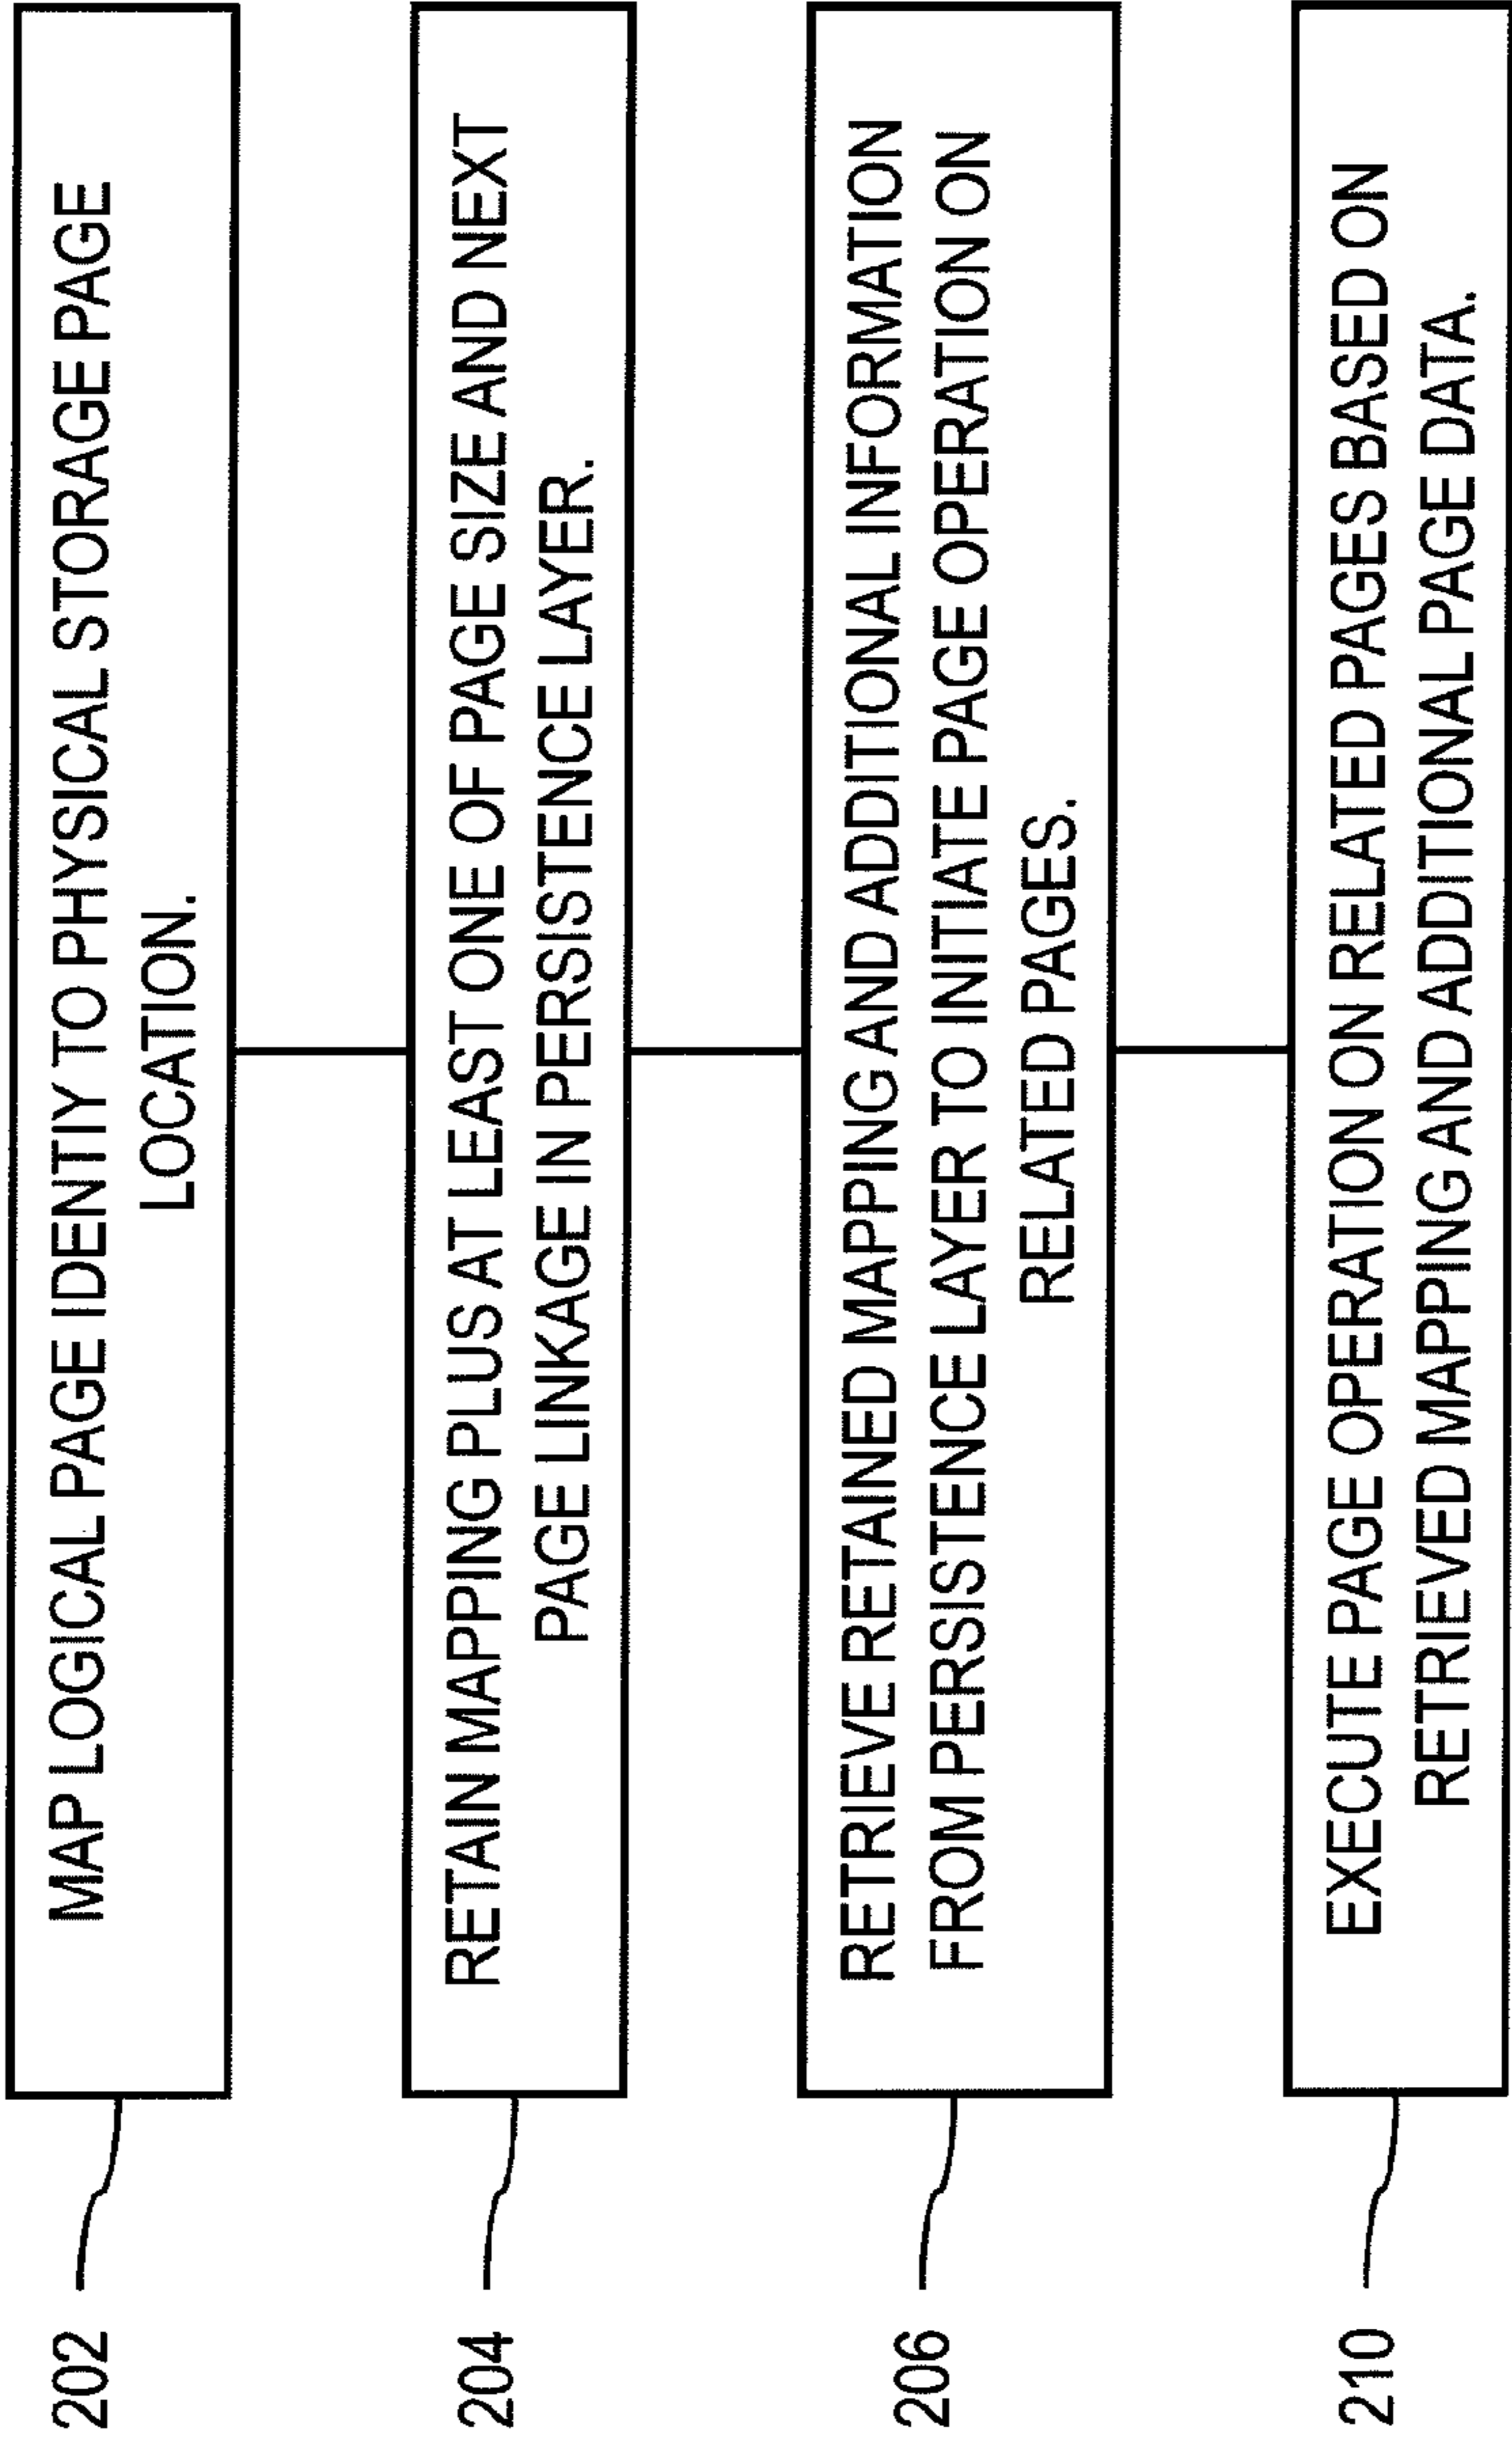 202
MAP LOGICAL PAGE IDENTIY TO PHYSICAL STORAGE PAGE
LOCATION.
204
RETAIN MAPPING PLUS AT LEAST ONE OF PAGE SIZE AND NEXT
PAGE LINKAGE IN PERSISTENCE LAYER.
206
RETRIEVE RETAINED MAPPING AND ADDITIONAL INFORMATION
FROM PERSISTENCE LAYER TO INITIATE PAGE OPERATION ON
RELATED PAGES.
210
EXECUTE PAGE OPERATION ON RELATED PAGES BASED ON
RETRIEVED MAPPING AND ADDITIONAL PAGE DATA.